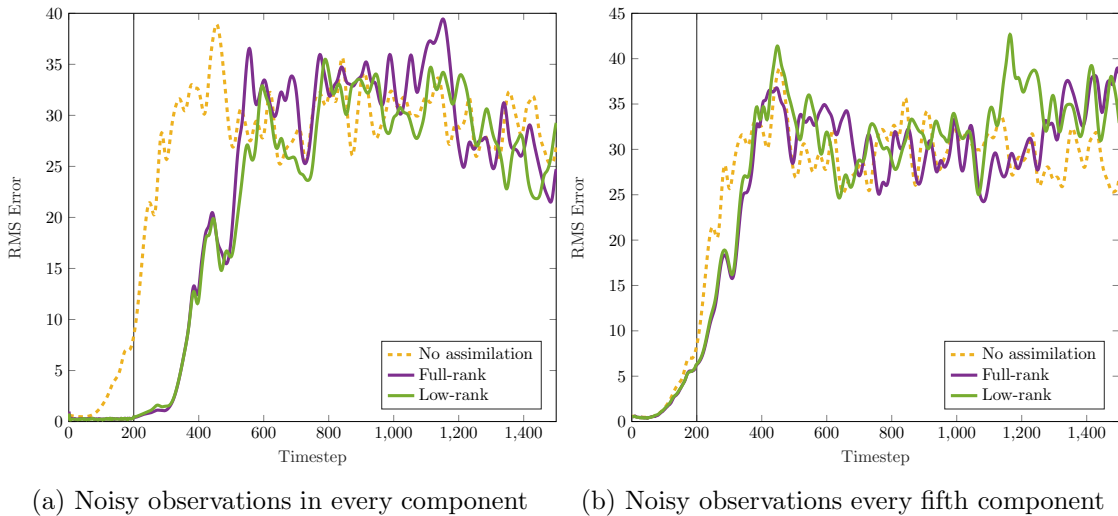 40
35
30
25
20
15
10
5
0
RMS Error
0
200
400
600
800
1,000
1,200
1,400
Timestep
No assimilation
Full-rank
Low-rank
(a) Noisy observations in every component
45
40
35
30
25
20
15
10
5
0
RMS Error
0
200
400
600
800
1,000
1,200
1,400
Timestep
No assimilation
Full-rank
Low-rank
(b) Noisy observations every fifth component